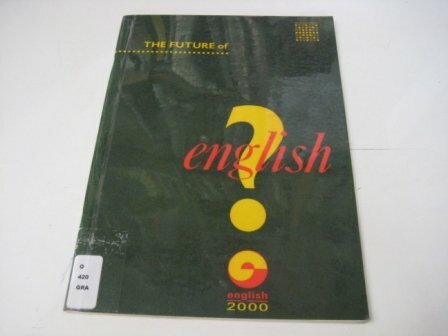 THE FUTURE of
english
?
english
2000
O
420
GRA